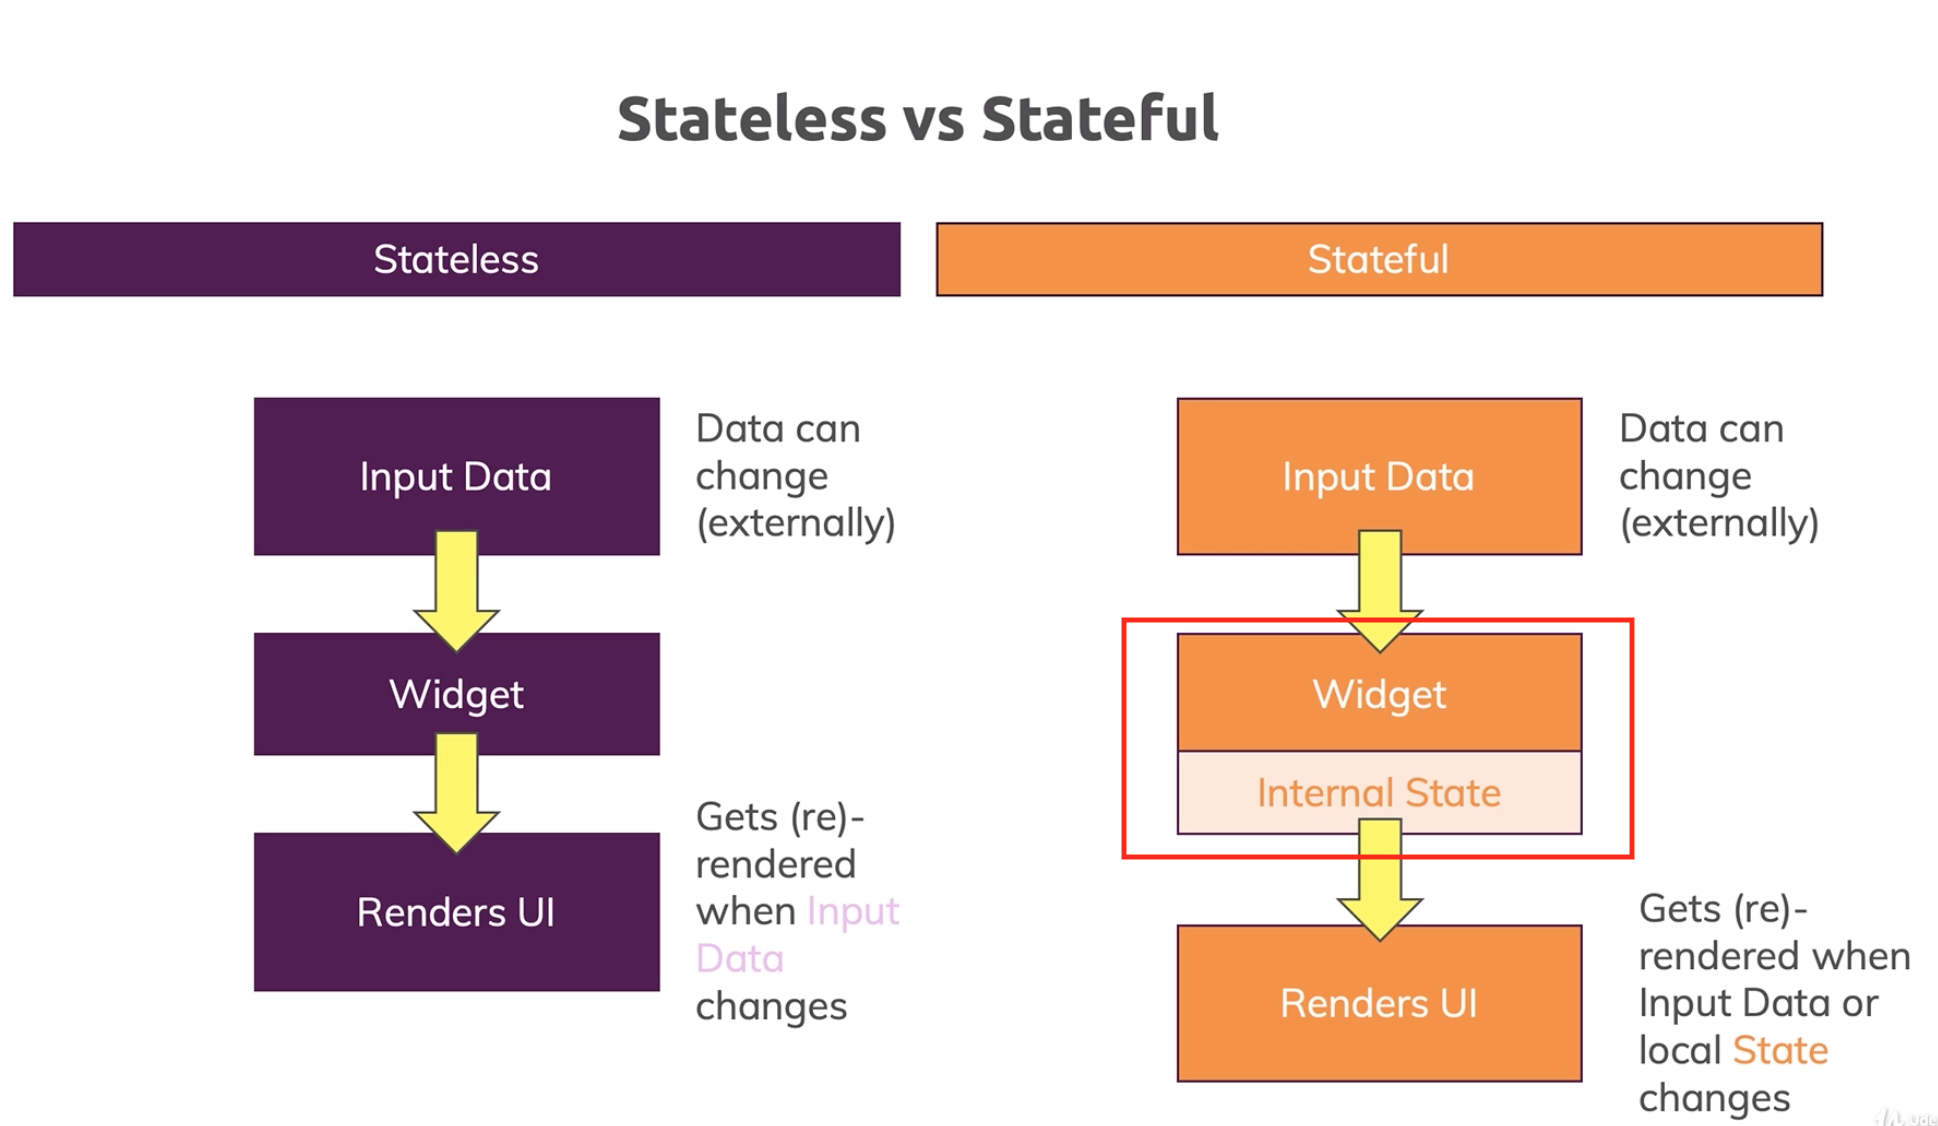 Stateless vs Stateful
Stateless
Stateful
Input Data
Data can
change
(externally)
Widget
Renders UI
Gets (re)-
rendered
when Input
Data
changes
Input Data
Data can
change
(externally)
Widget
Internal State
Renders UI
Gets (re)-
rendered when
Input Data or
local State
changes